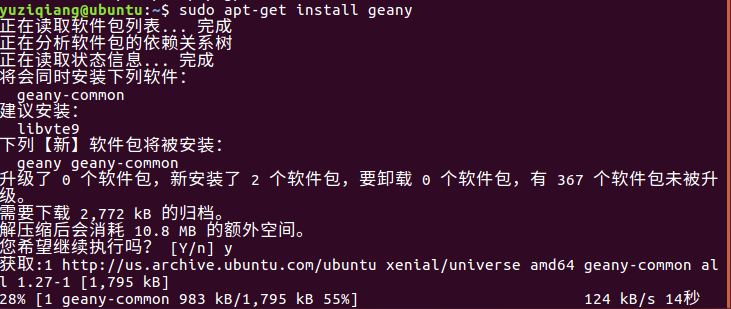 yuziqiang@ubuntu:~$ sudo apt-get install geany
正在读取软件包列表... 完成
正在分析软件包的依赖关系树
正在读取状态信息... 完成
将会同时安装下列软件：
  geany-common
建议安装：
  libvte9
下列【新】软件包将被安装：
  geany geany-common
升级了 0 个软件包，新安装了 2 个软件包，要卸载 0 个软件包，有 367 个软件包未被升
级。
需要下载 2,772 kB 的归档。
解压缩后会消耗 10.8 MB 的额外空间。
您希望继续执行吗？ [Y/n] y
获取:1 http://us.archive.ubuntu.com/ubuntu xenial/universe amd64 geany-common al
l 1.27-1 [1,795 kB]
28% [1 geany-common 983 kB/1,795 kB 55%] 124 kB/s 14秒